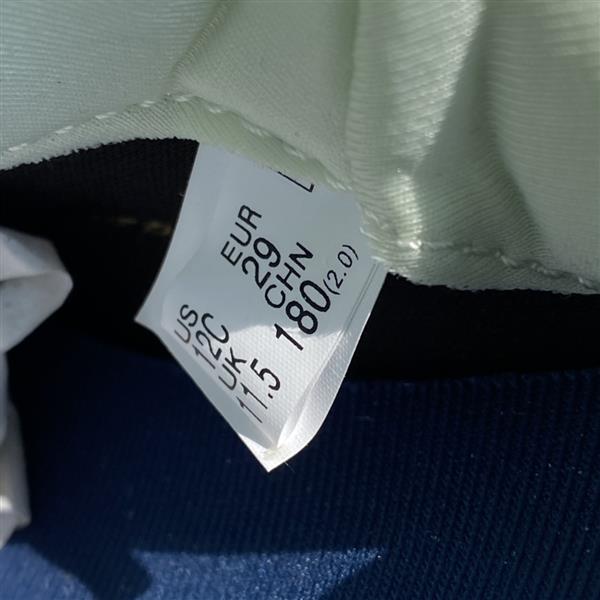 EUR
29
CHN
180(2.0)
US
12C
UK
11.5